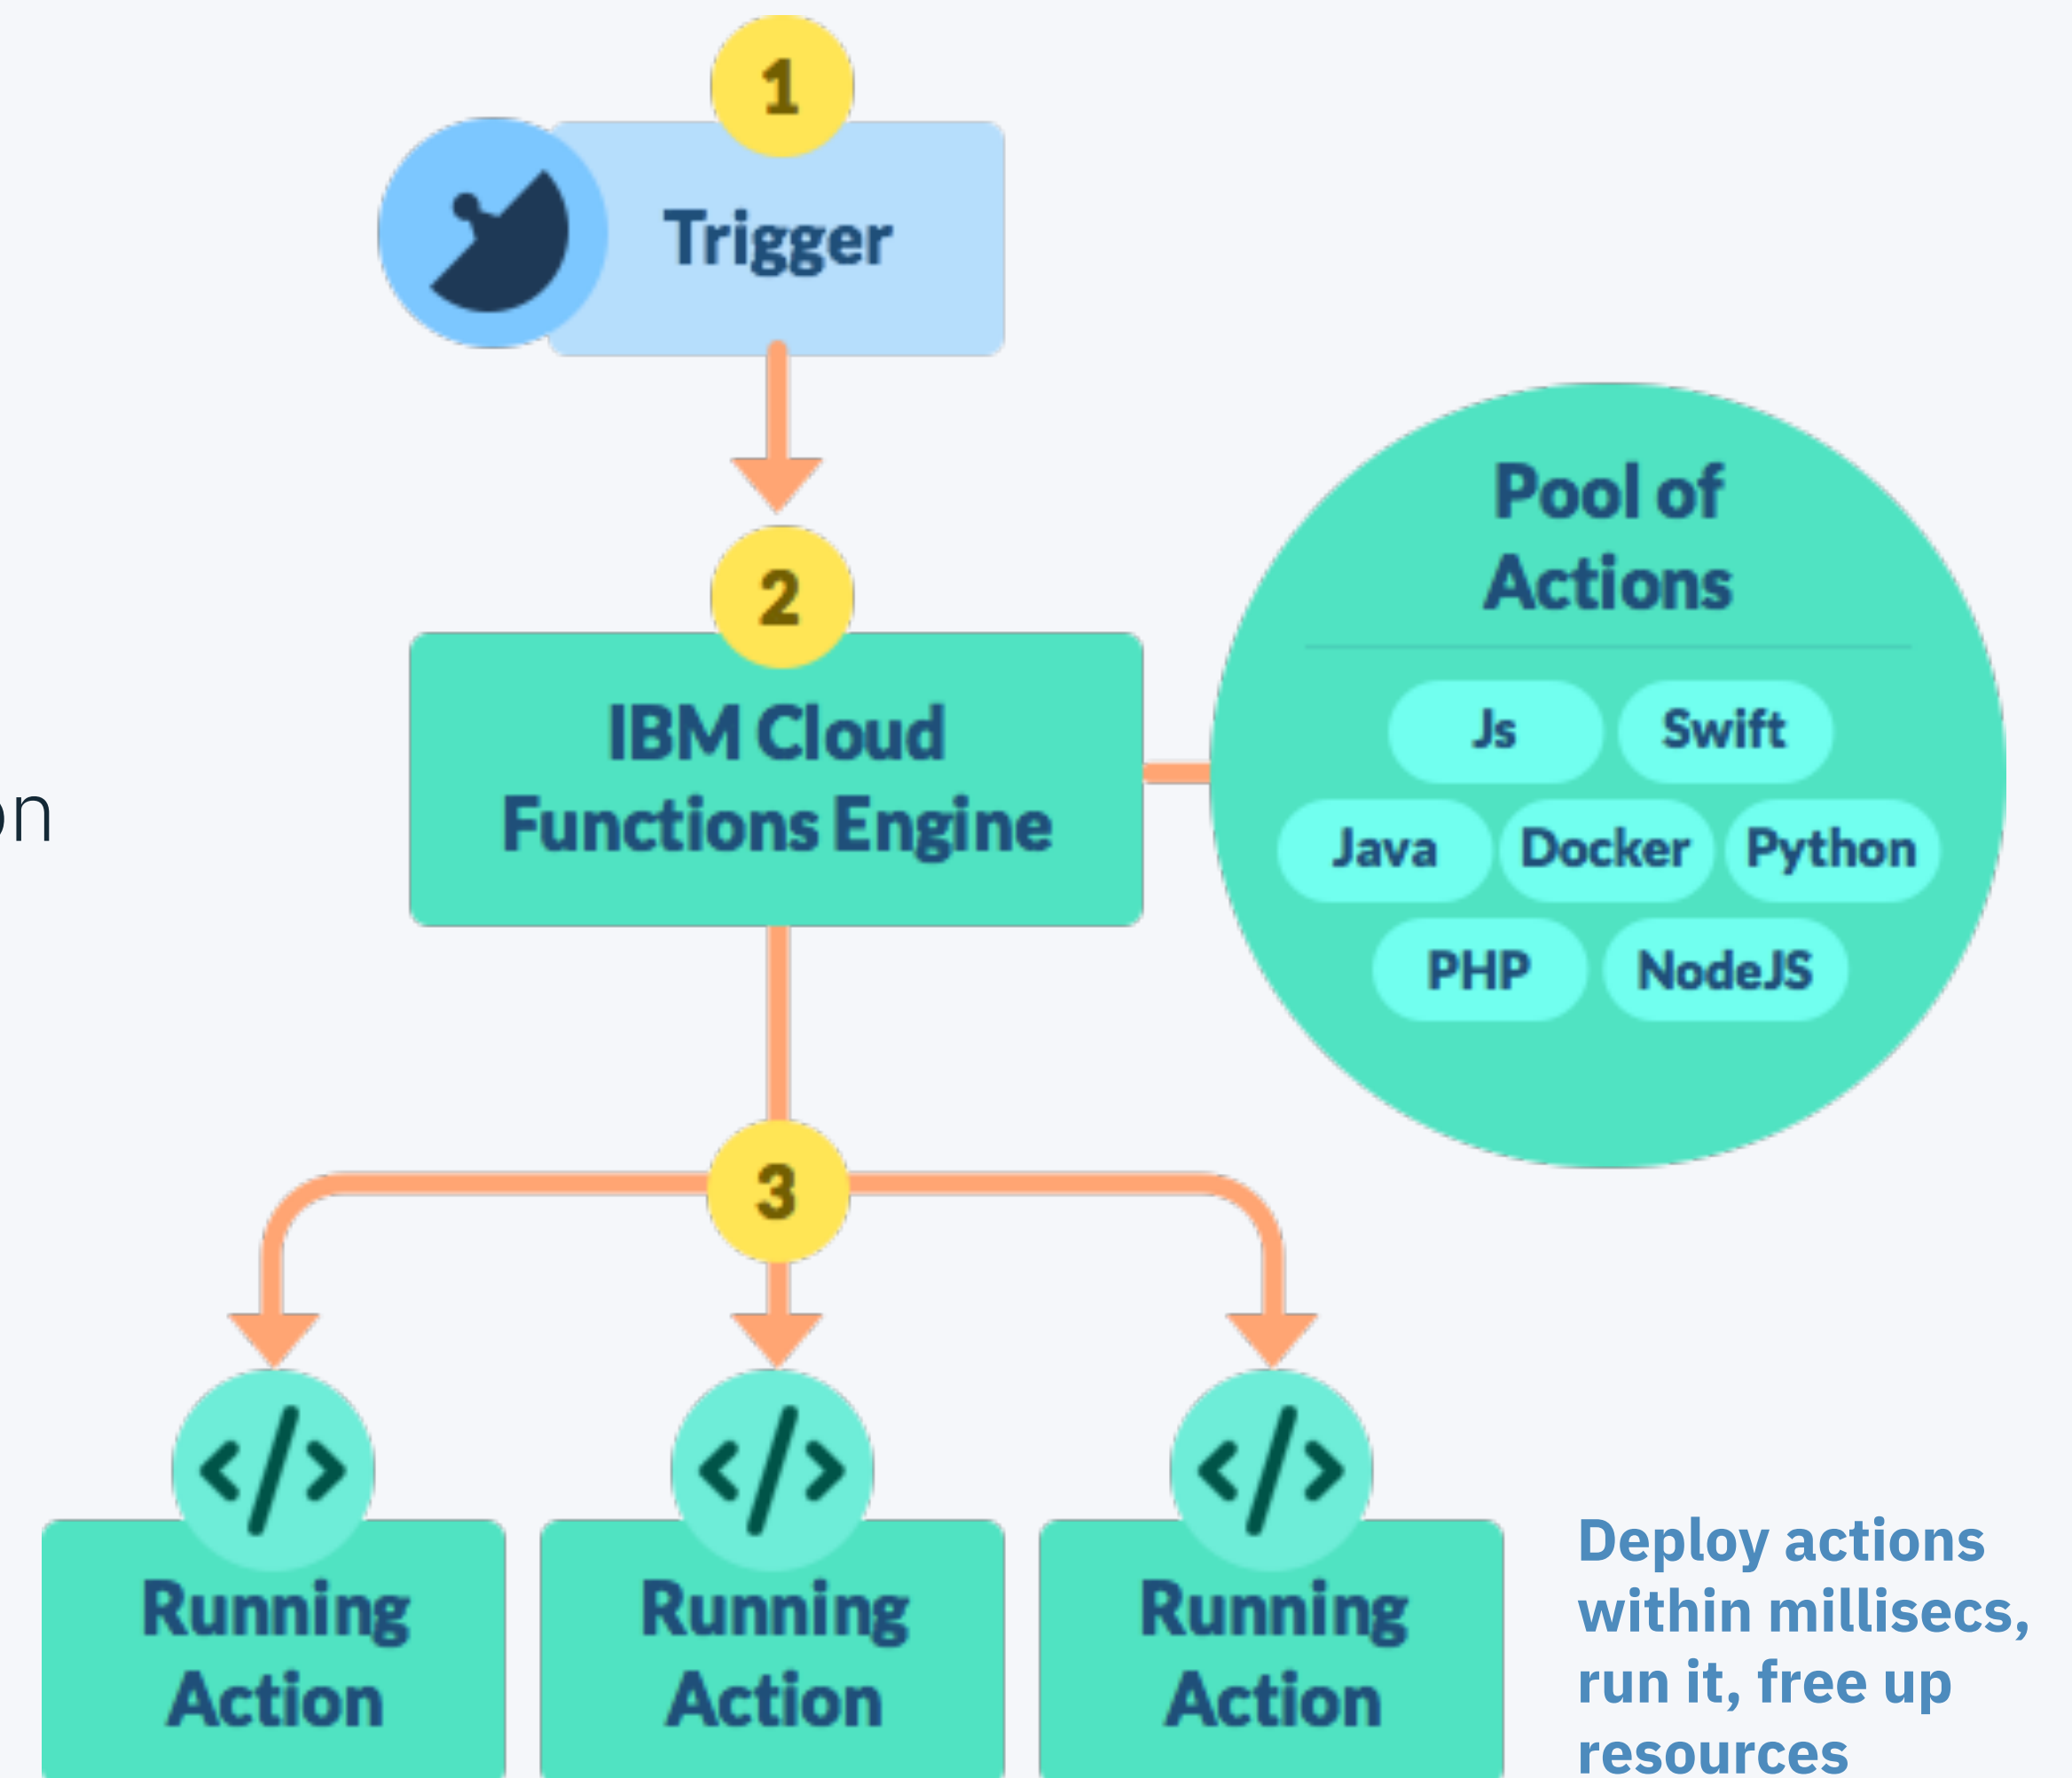 1
Trigger
2
IBM Cloud
Functions Engine
Pool of
Actions
Js Swift
Java Docker Python
PHP NodeJS
3
</>
</>
</>
Running
Action
Running
Action
Running
Action
Deploy actions
within millisecs,
run it, free up
resources